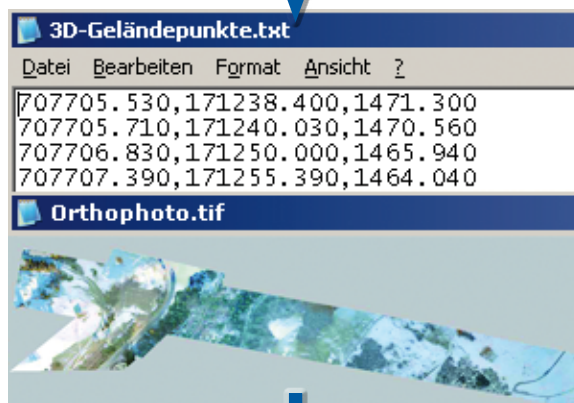 3D-Geländepunkte.txt
Datei Bearbeiten Format Ansicht ?
707705.530,171238.400,1471.300
707705.710,171240.030,1470.560
707706.830,171250.000,1465.940
707707.390,171255.390,1464.040
Orthophoto.tif